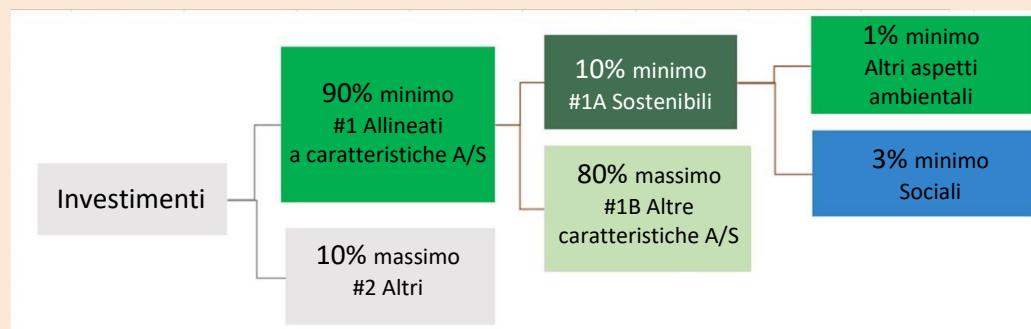 Investimenti
90% minimo
#1 Allineati
a caratteristiche A/S
10% massimo
#2 Altri
10% minimo
#1A Sostenibili
80% massimo
#1B Altre
caratteristiche A/S
1% minimo
Altri aspetti
ambientali
3% minimo
Sociali